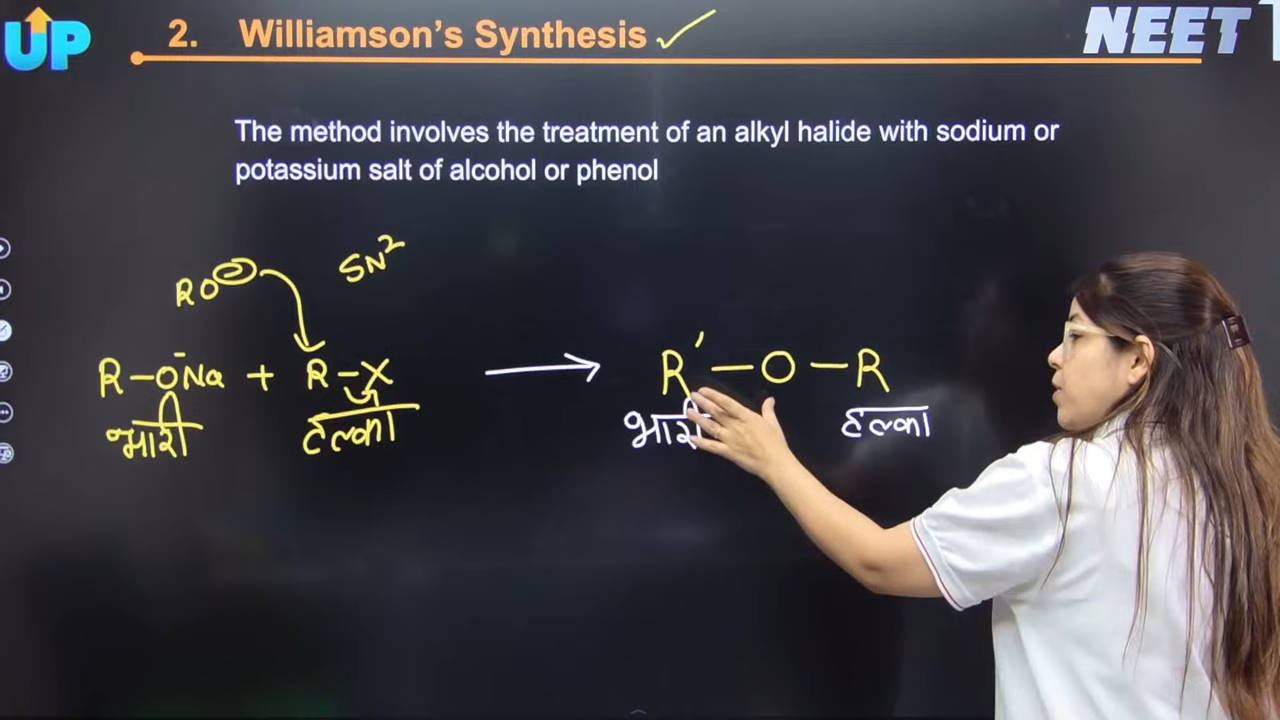 UP
2. Williamson's Synthesis ✓
NEET
The method involves the treatment of an alkyl halide with sodium or
potassium salt of alcohol or phenol
RO⊖
SN²
R-O⁻Na + R-X ⟶ R'-O-R
भारी हल्का भारी हल्का